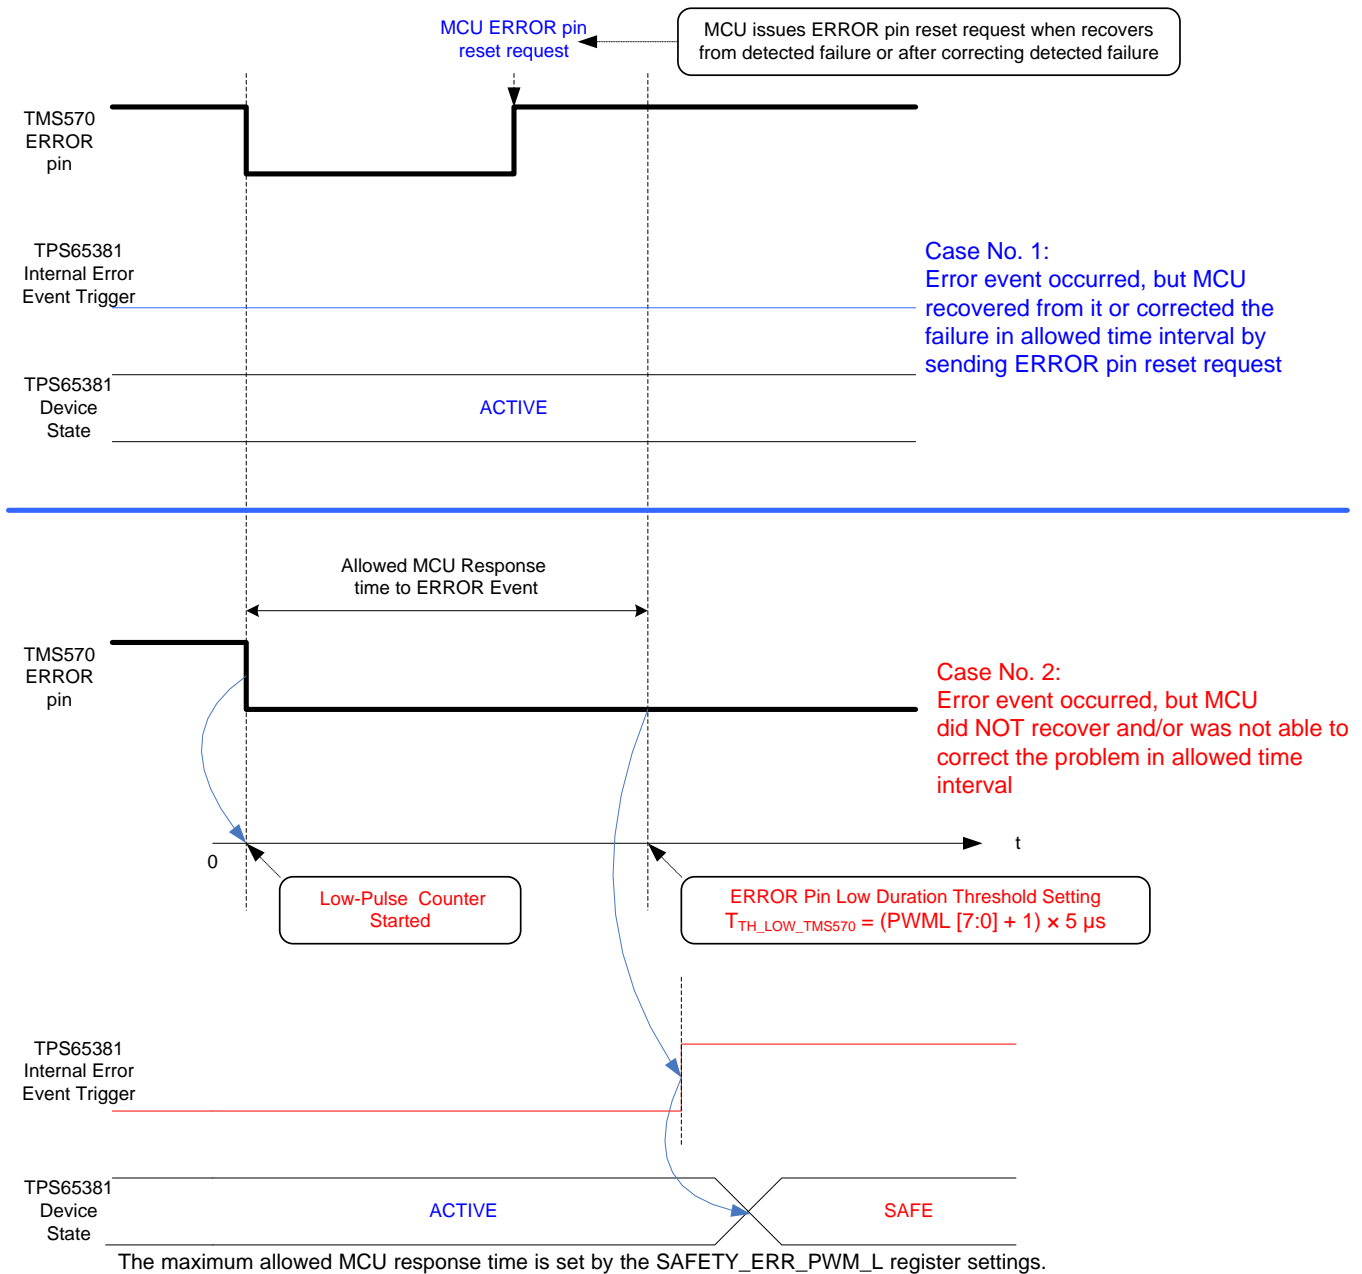 MCU ERROR pin
reset request
MCU issues ERROR pin reset request when recovers
from detected failure or after correcting detected failure
TMS570
ERROR
pin
TPS65381
Internal Error
Event Trigger
Case No. 1:
Error event occurred, but MCU
recovered from it or corrected the
failure in allowed time interval by
sending ERROR pin reset request
TPS65381
Device
State
ACTIVE
Allowed MCU Response
time to ERROR Event
TMS570
ERROR
pin
Case No. 2:
Error event occurred, but MCU
did NOT recover and/or was not able to
correct the problem in allowed time
interval
0
t
Low-Pulse Counter
Started
ERROR Pin Low Duration Threshold Setting
TTH_LOW_TMS570 = (PWML [7:0] + 1) × 5 µs
TPS65381
Internal Error
Event Trigger
TPS65381
Device
State
ACTIVE
SAFE
The maximum allowed MCU response time is set by the SAFETY_ERR_PWM_L register settings.